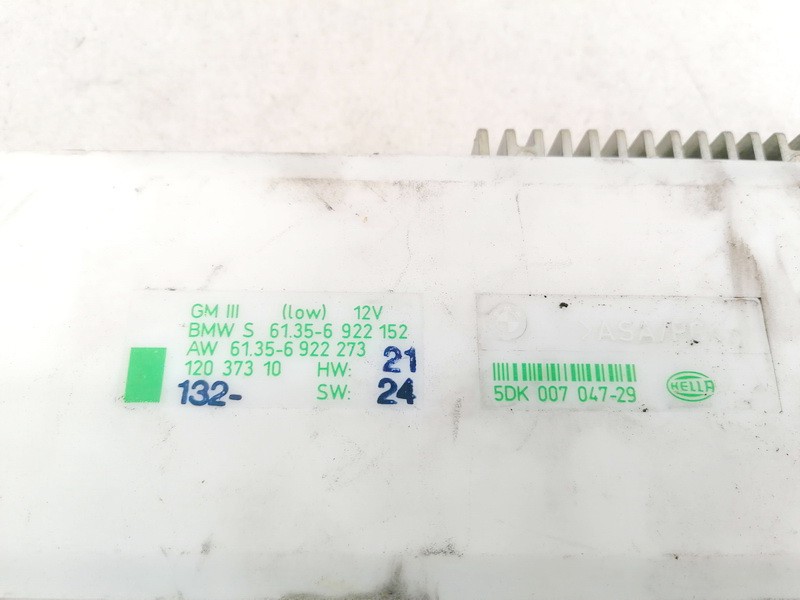 GM III (low) 12V
BMW S 61.35-6 922 152
AW 61.35-6 922 273
120 373 10 HW: 21
132- SW: 24
5DK 007 047-29
HELLA